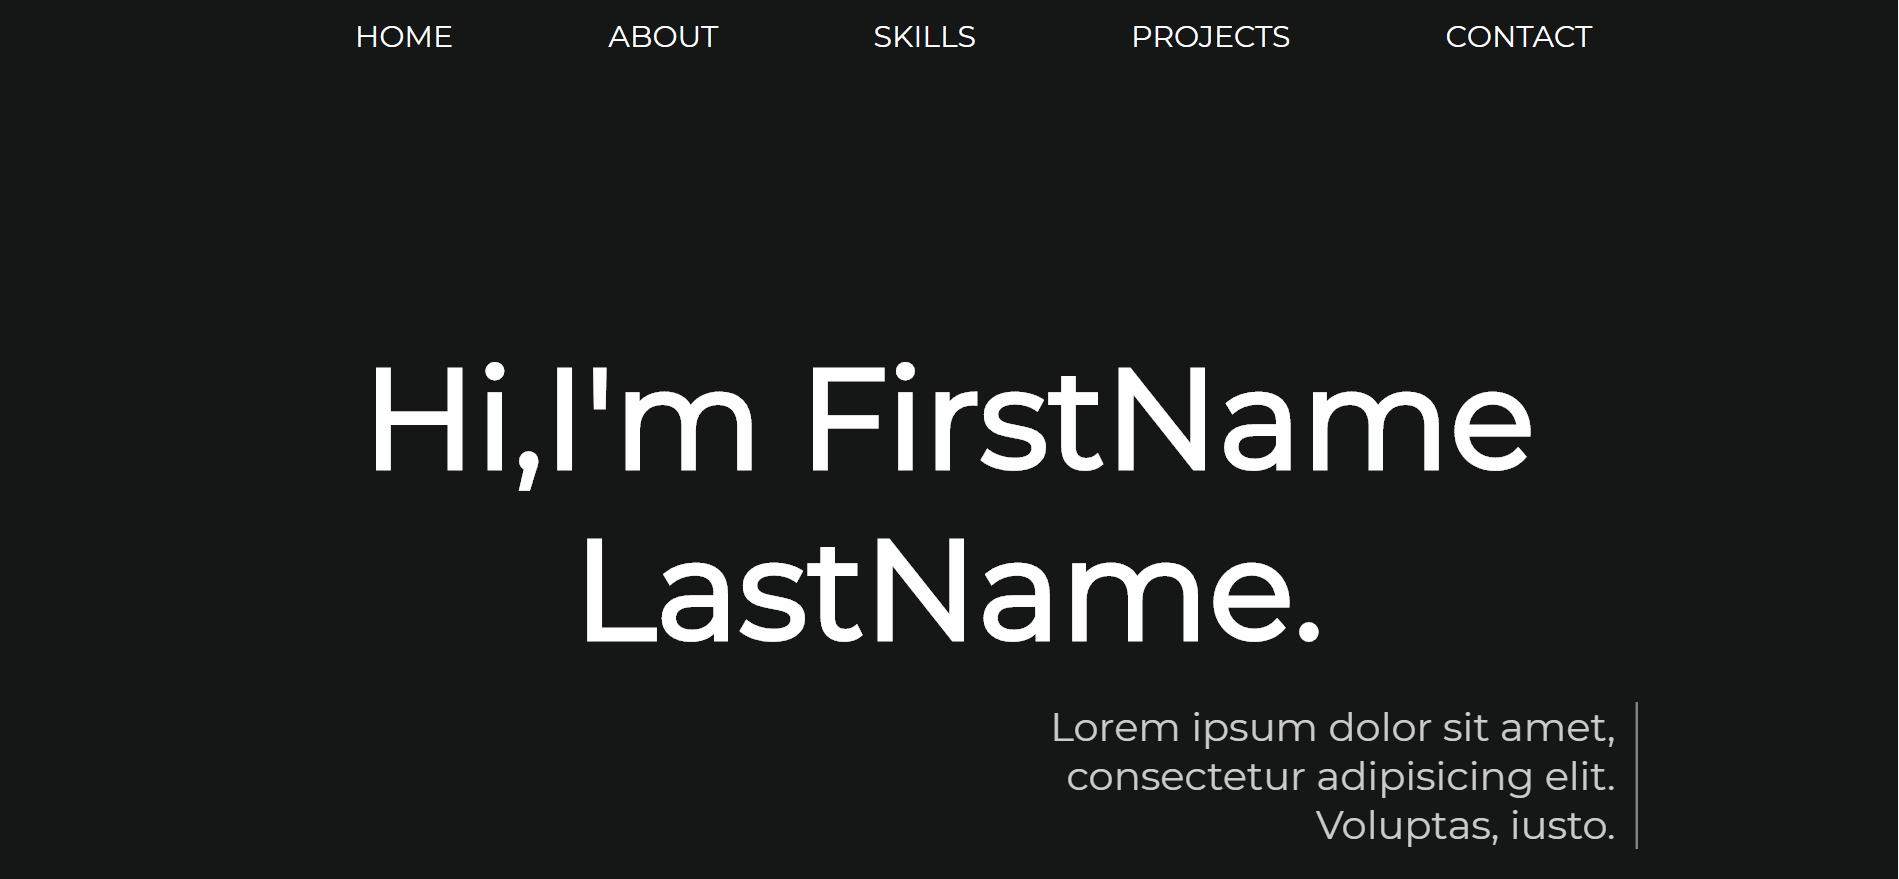 HOME ABOUT SKILLS PROJECTS CONTACT
Hi,I'm FirstName
LastName.
Lorem ipsum dolor sit amet,
consectetur adipisicing elit.
Voluptas, iusto.